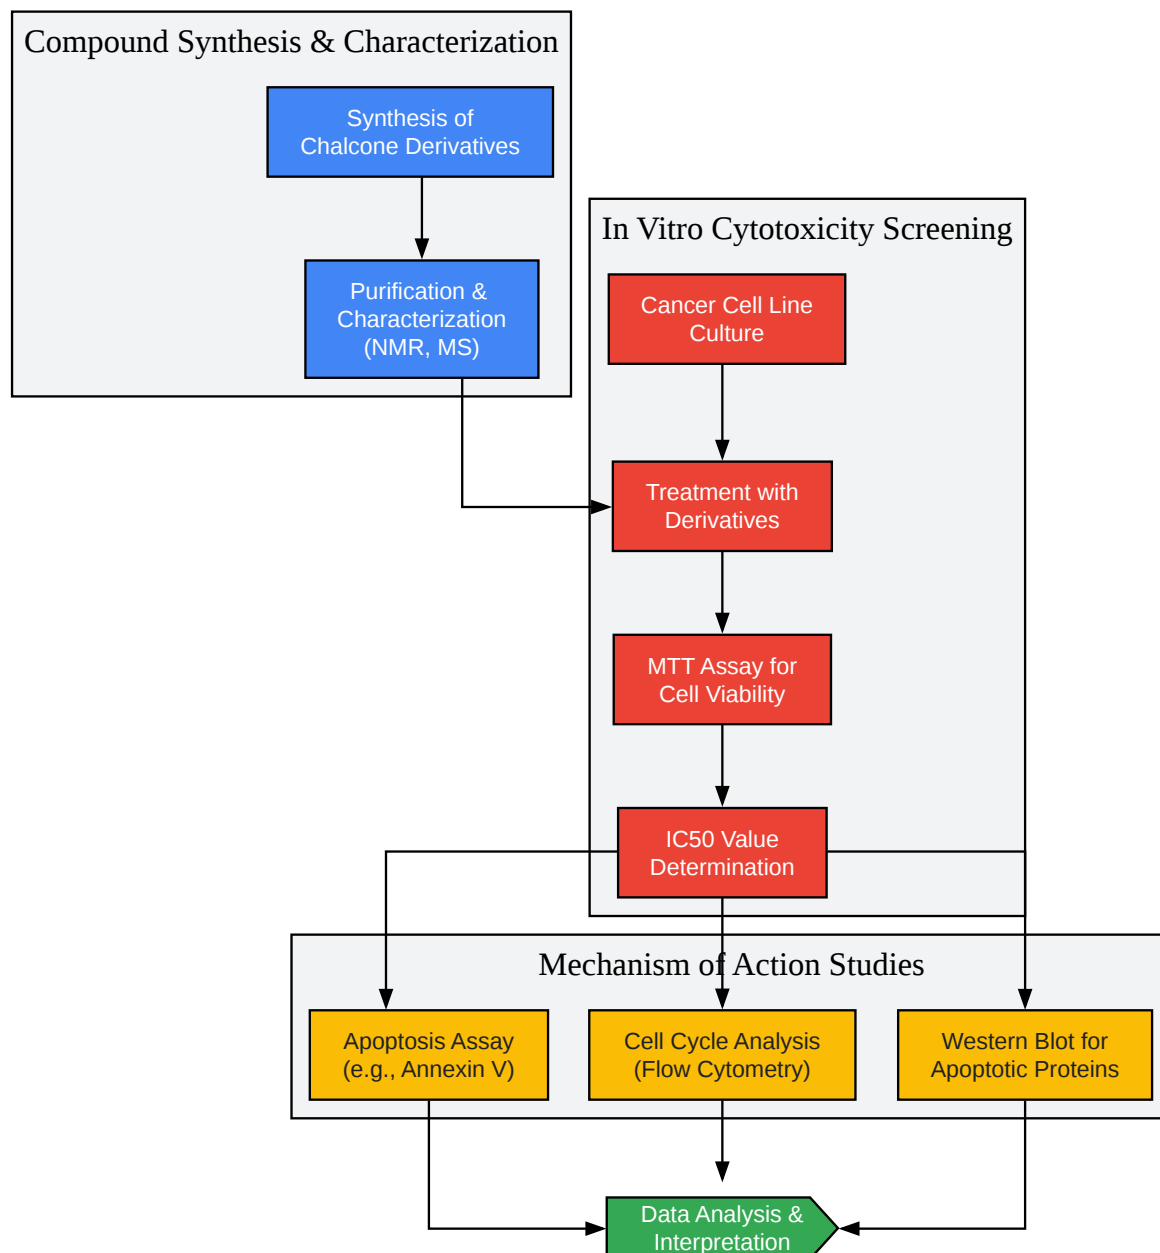 Compound Synthesis & Characterization
Synthesis of
Chalcone Derivatives
Purification &
Characterization
(NMR, MS)
In Vitro Cytotoxicity Screening
Cancer Cell Line
Culture
Treatment with
Derivatives
MTT Assay for
Cell Viability
IC50 Value
Determination
Mechanism of Action Studies
Apoptosis Assay
(e.g., Annexin V)
Cell Cycle Analysis
(Flow Cytometry)
Western Blot for
Apoptotic Proteins
Data Analysis &
Interpretation